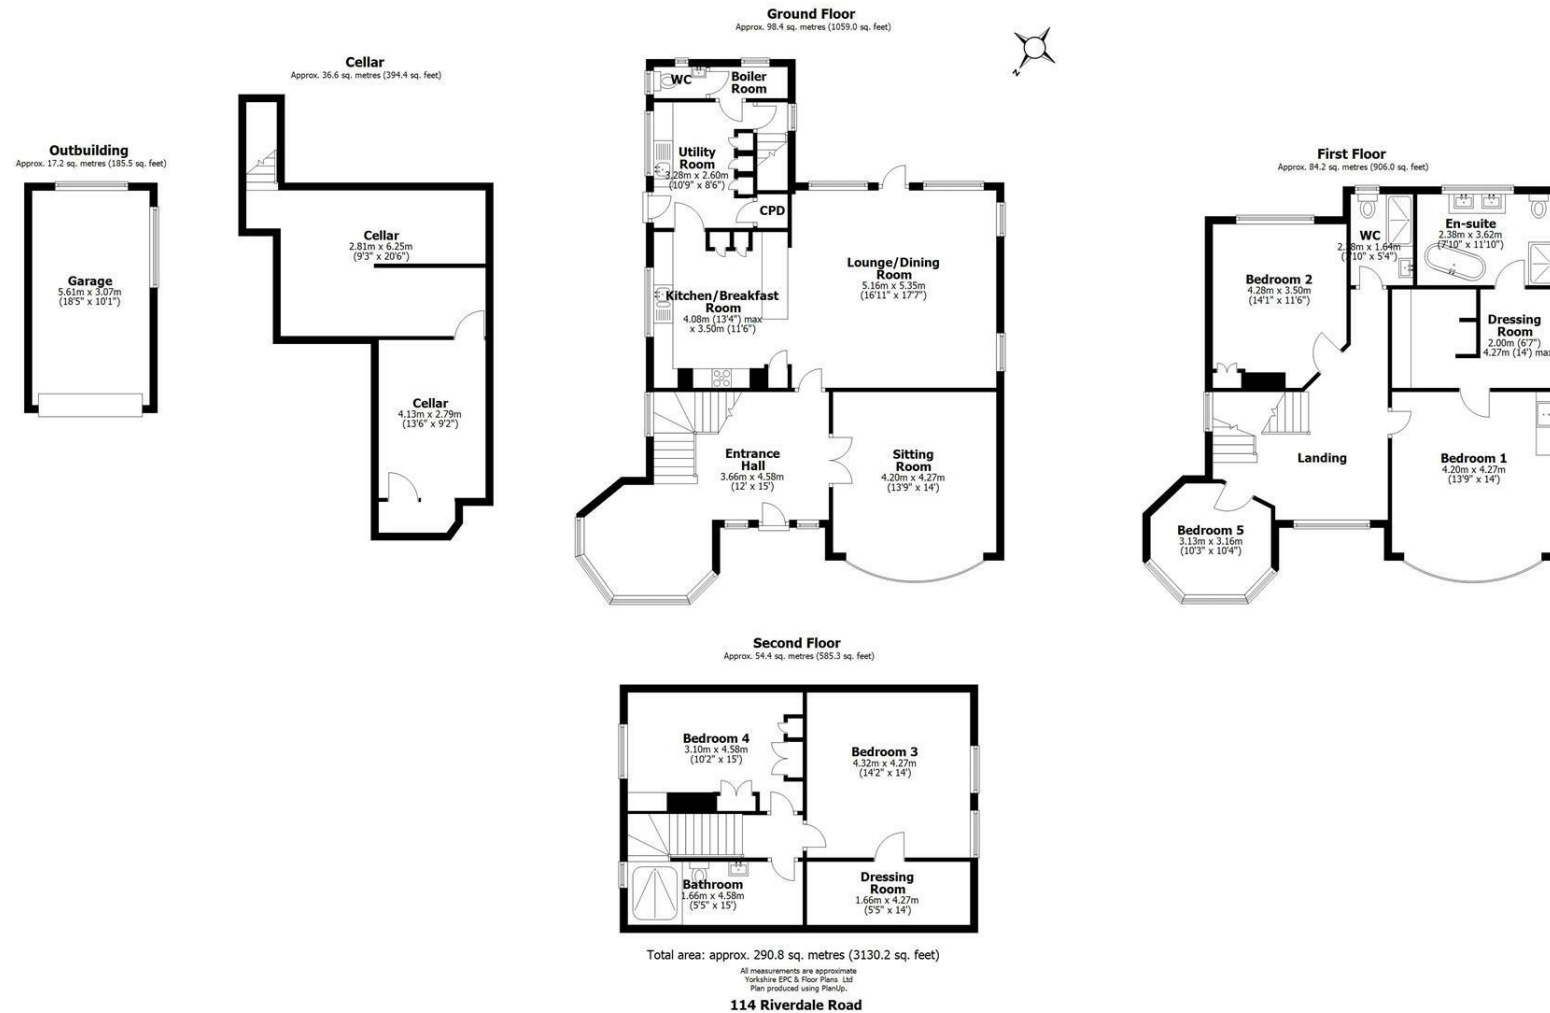 Ground Floor
Approx. 98.4 sq. metres (1059.0 sq. feet)
Cellar
Approx. 36.6 sq. metres (394.4 sq. feet)
Outbuilding
Approx. 17.2 sq. metres (185.5 sq. feet)
First Floor
Approx. 84.2 sq. metres (906.0 sq. feet)
N
Garage
5.61m x 3.07m
(18'5" x 10'1")
Cellar
2.81m x 6.25m
(9'3" x 20'6")
Cellar
4.13m x 2.79m
(13'6" x 9'2")
WC
Boiler
Room
Utility
Room
3.28m x 2.60m
(10'9" x 8'6")
CPD
Lounge/Dining
Room
5.16m x 5.35m
(16'11" x 17'7")
Kitchen/Breakfast
Room
4.08m (13'4") max
x 3.50m (11'6")
Entrance
Hall
3.66m x 4.58m
(12' x 15')
Sitting
Room
4.20m x 4.27m
(13'9" x 14')
WC
2.38m x 1.64m
(7'10" x 5'4")
En-suite
2.38m x 3.62m
(7'10" x 11'10")
Bedroom 2
4.28m x 3.50m
(14'1" x 11'6")
Dressing
Room
2.00m (6'7")
4.27m (14') max
Landing
Bedroom 1
4.20m x 4.27m
(13'9" x 14')
Bedroom 5
3.13m x 3.16m
(10'3" x 10'4")
Second Floor
Approx. 54.4 sq. metres (585.3 sq. feet)
Bedroom 4
3.10m x 4.58m
(10'2" x 15')
Bedroom 3
4.32m x 4.27m
(14'2" x 14')
Bathroom
1.66m x 4.58m
(5'5" x 15')
Dressing
Room
1.66m x 4.27m
(5'5" x 14')
Total area: approx. 290.8 sq. metres (3130.2 sq. feet)
All measurements are approximate
Yorkshire EPC & Floor Plans Ltd
Plan produced using PlanUp.
114 Riverdale Road